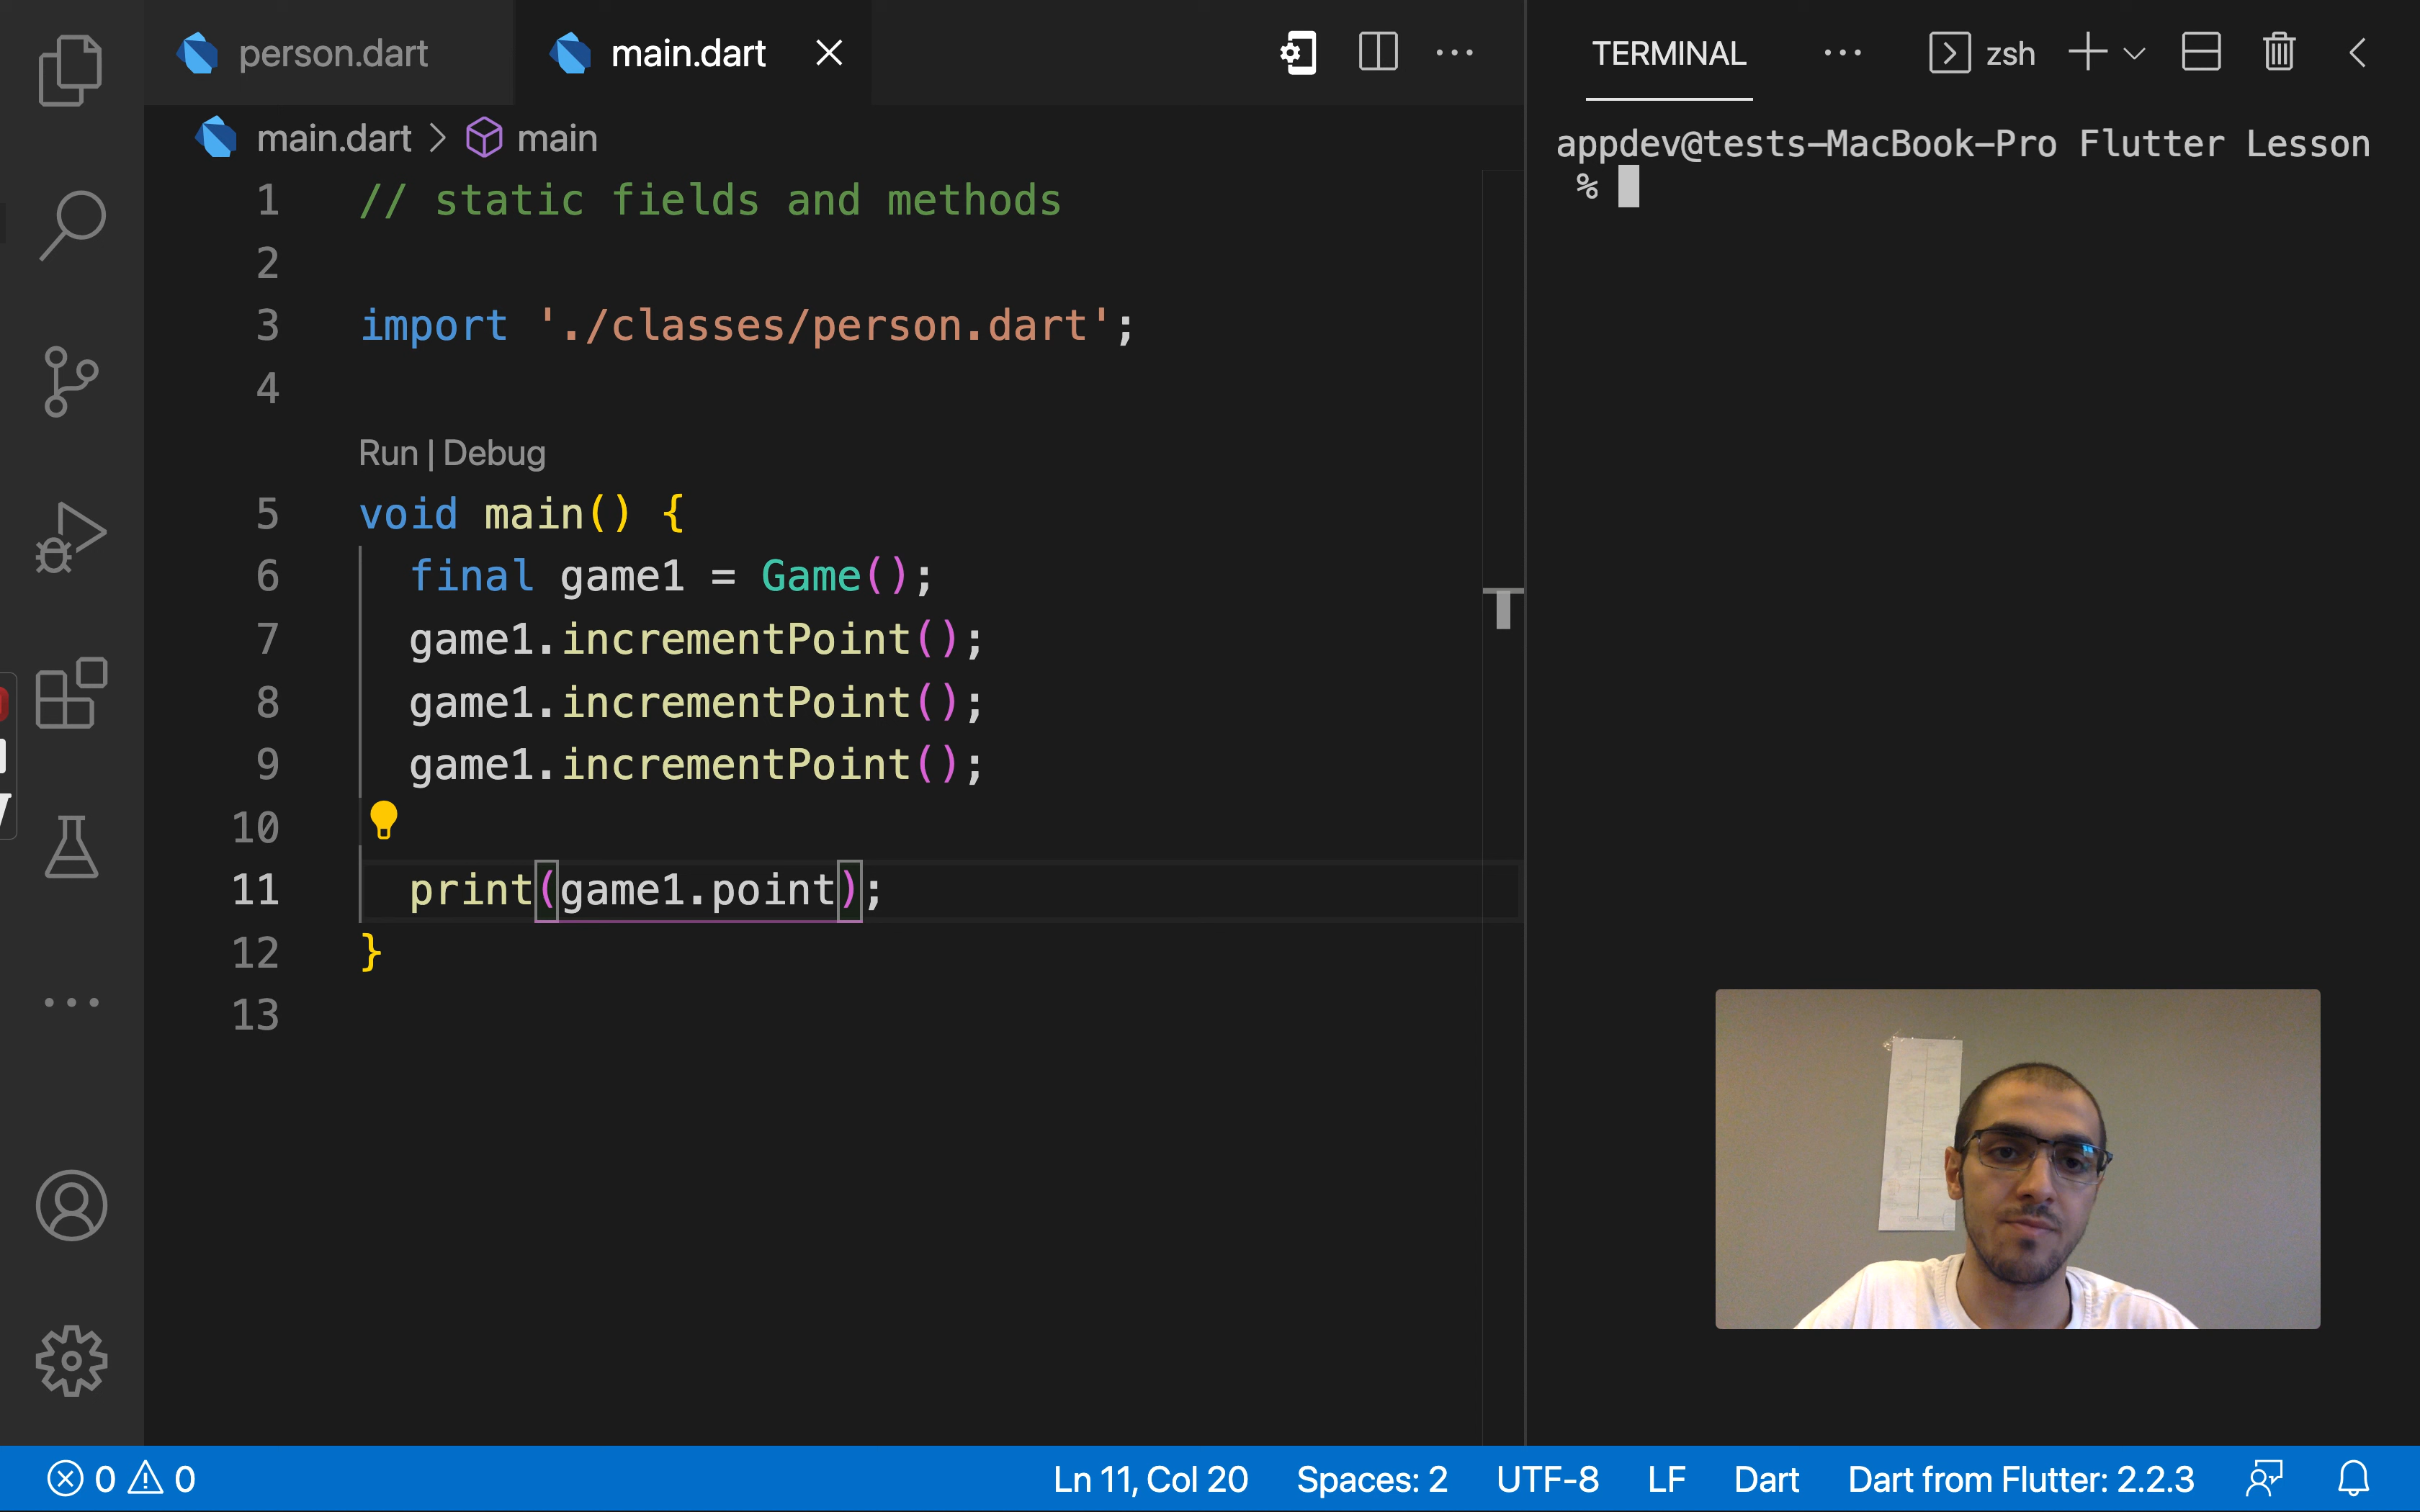 person.dart
main.dart
main.dart > main
1 // static fields and methods
2
3 import './classes/person.dart';
4
Run | Debug
5 void main() {
6 final game1 = Game();
7 game1.incrementPoint();
8 game1.incrementPoint();
9 game1.incrementPoint();
10
11 print(game1.point);
12 }
13
TERMINAL
zsh
appdev@tests-MacBook-Pro Flutter Lesson
%
0 0
Ln 11, Col 20
Spaces: 2
UTF-8
LF
Dart
Dart from Flutter: 2.2.3